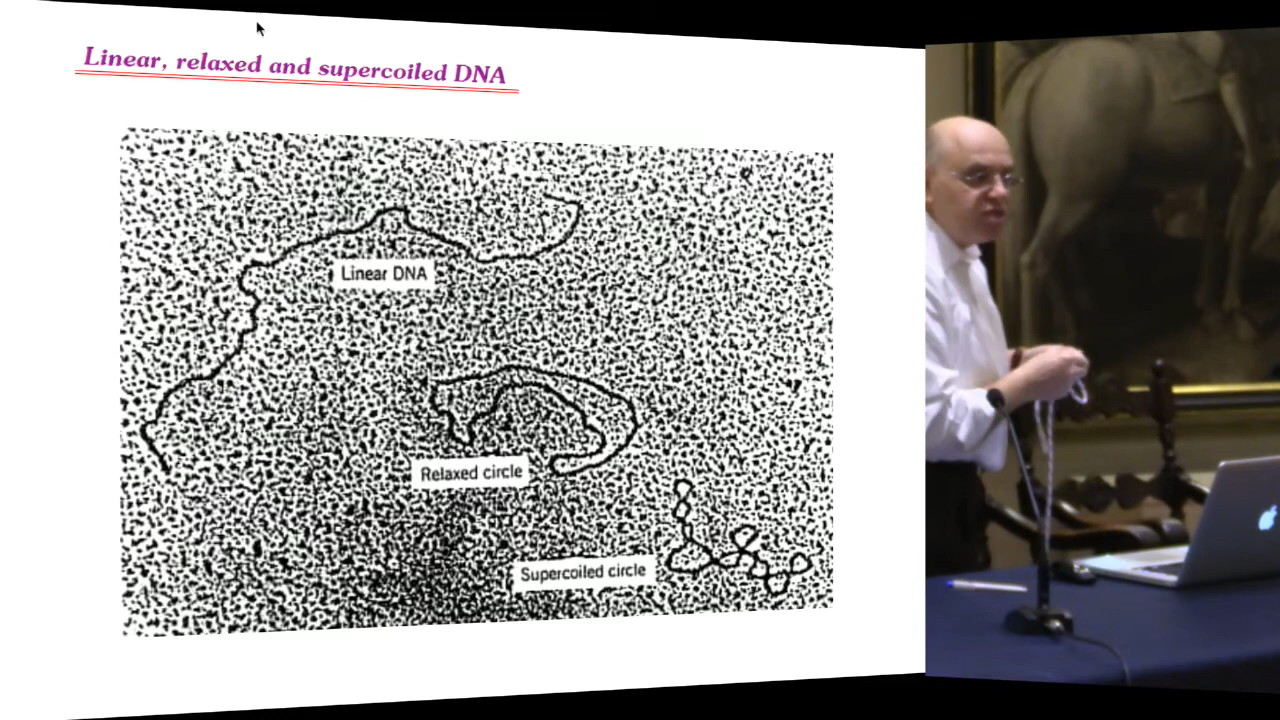 Linear, relaxed and supercoiled DNA
Linear DNA
Relaxed circle
Supercoiled circle